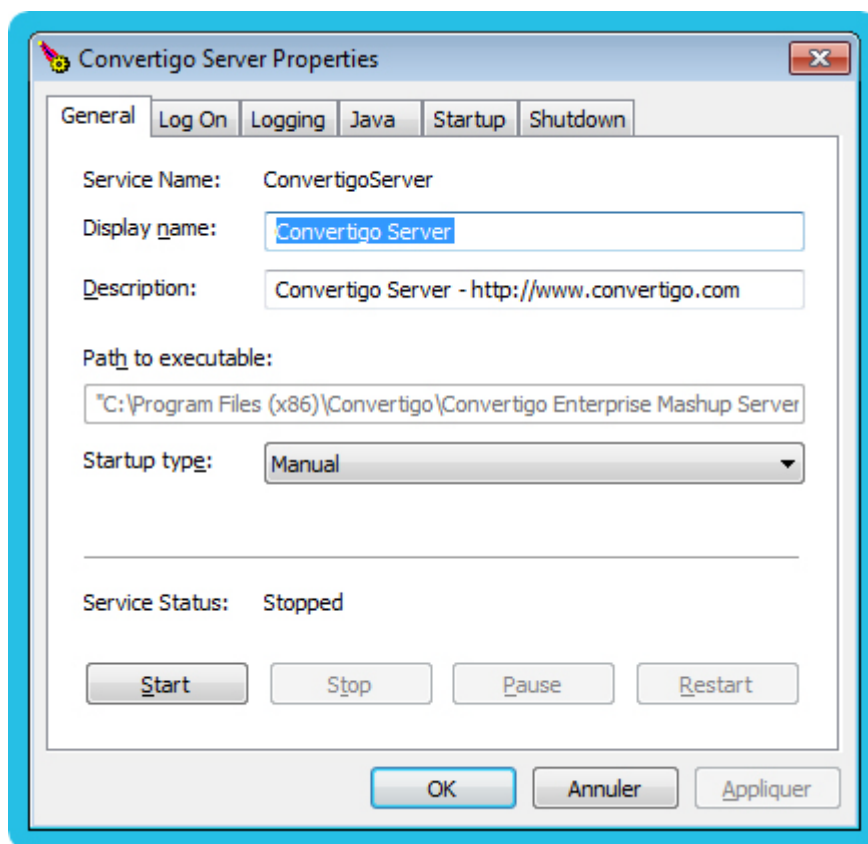 Convertigo Server Properties
General Log On Logging Java Startup Shutdown
Service Name: ConvertigoServer
Display name: Convertigo Server
Description: Convertigo Server - http://www.convertigo.com
Path to executable:
"C:\Program Files (x86)\Convertigo\Convertigo Enterprise Mashup Server
Startup type: Manual
Service Status: Stopped
Start Stop Pause Restart
OK Annuler Appliquer